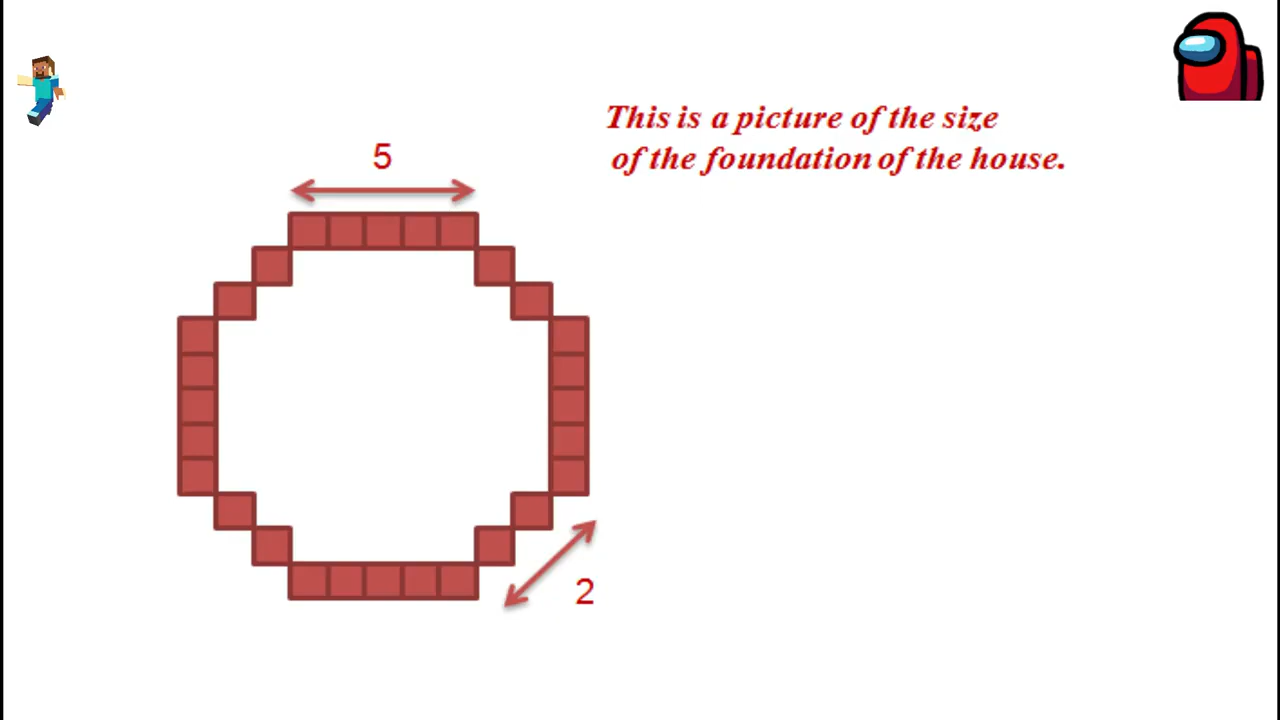 This is a picture of the size
of the foundation of the house.
5
2